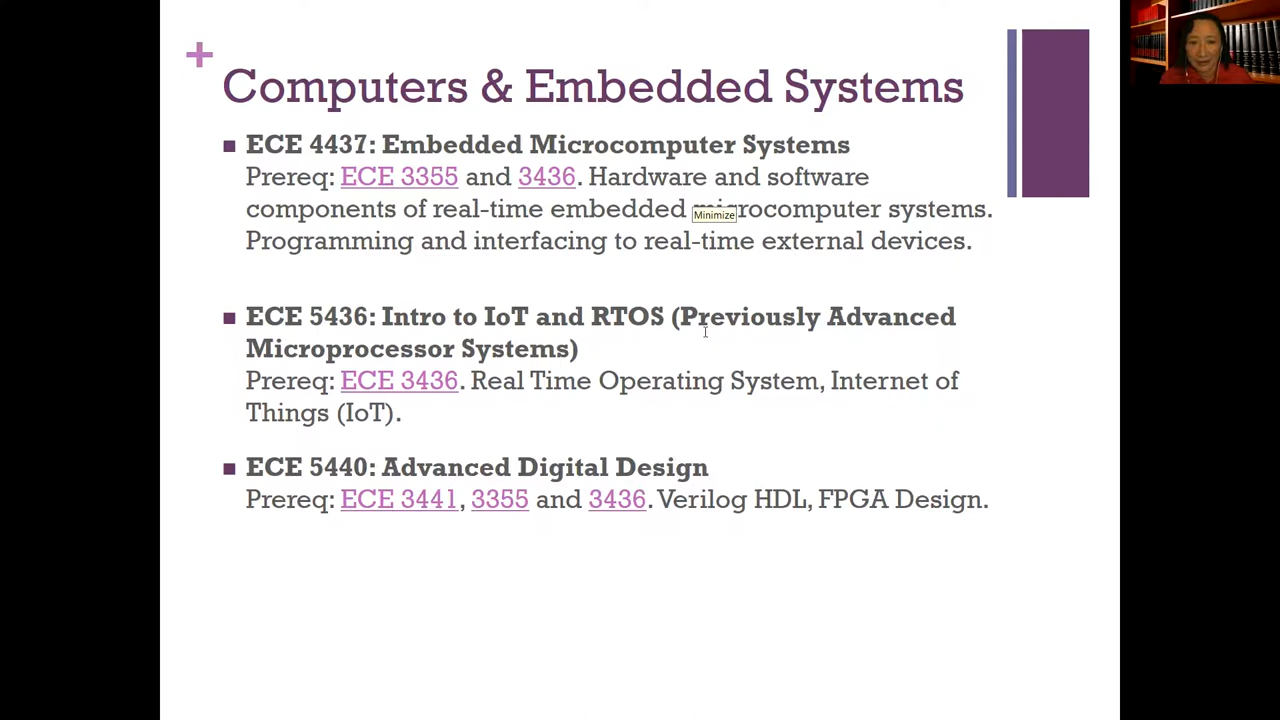 +
Computers & Embedded Systems
ECE 4437: Embedded Microcomputer Systems
Prereq: ECE 3355 and 3436. Hardware and software
components of real-time embedded microcomputer systems.
Minimize
Programming and interfacing to real-time external devices.
ECE 5436: Intro to IoT and RTOS (Previously Advanced
Microprocessor Systems)
Prereq: ECE 3436. Real Time Operating System, Internet of
Things (IoT).
ECE 5440: Advanced Digital Design
Prereq: ECE 3441, 3355 and 3436. Verilog HDL, FPGA Design.